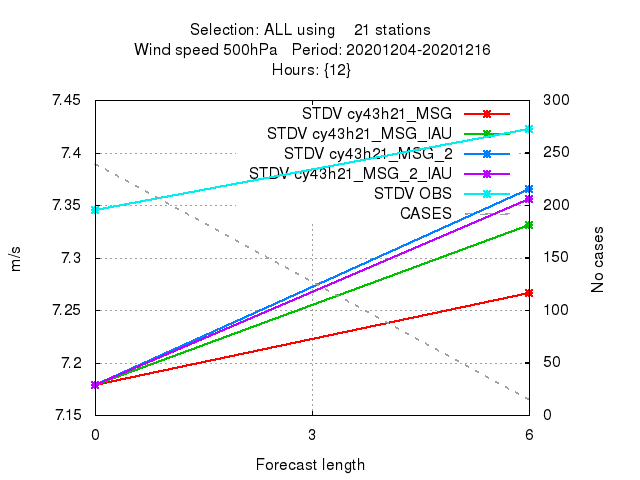 Selection: ALL using    21 stations
Wind speed 500hPa   Period: 20201204-20201216
Hours: {12}
7.45
7.4
7.35
7.3
7.25
7.2
7.15
300
250
200
150
100
50
0
STDV cy43h21_MSG
STDV cy43h21_MSG_IAU
STDV cy43h21_MSG_2
STDV cy43h21_MSG_2_IAU
STDV OBS
CASES
m/s
No cases
0
3
6
Forecast length